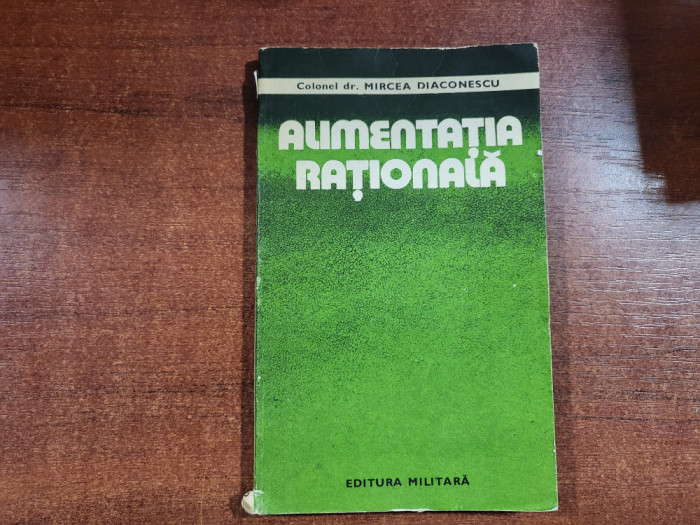 Colonel dr. MIRCEA DIACONESCU
ALIMENTAȚIA
RAȚIONALĂ
EDITURA MILITARĂ